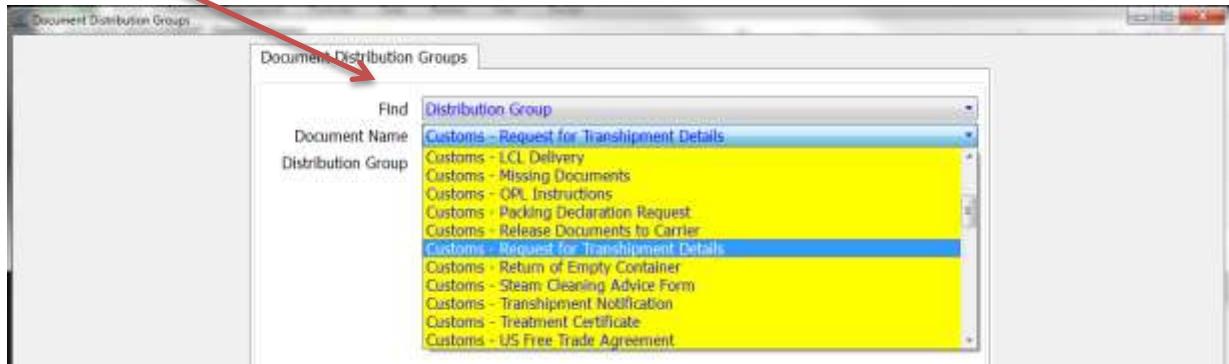 Document Distribution Groups
Document Distribution Groups
Find Distribution Group
Document Name Customs - Request for Transhipment Details
Distribution Group
Customs - LCL Delivery
Customs - Missing Documents
Customs - OPL Instructions
Customs - Packing Declaration Request
Customs - Release Documents to Carrier
Customs - Request for Transhipment Details
Customs - Return of Empty Container
Customs - Steam Cleaning Advice Form
Customs - Transhipment Notification
Customs - Treatment Certificate
Customs - US Free Trade Agreement